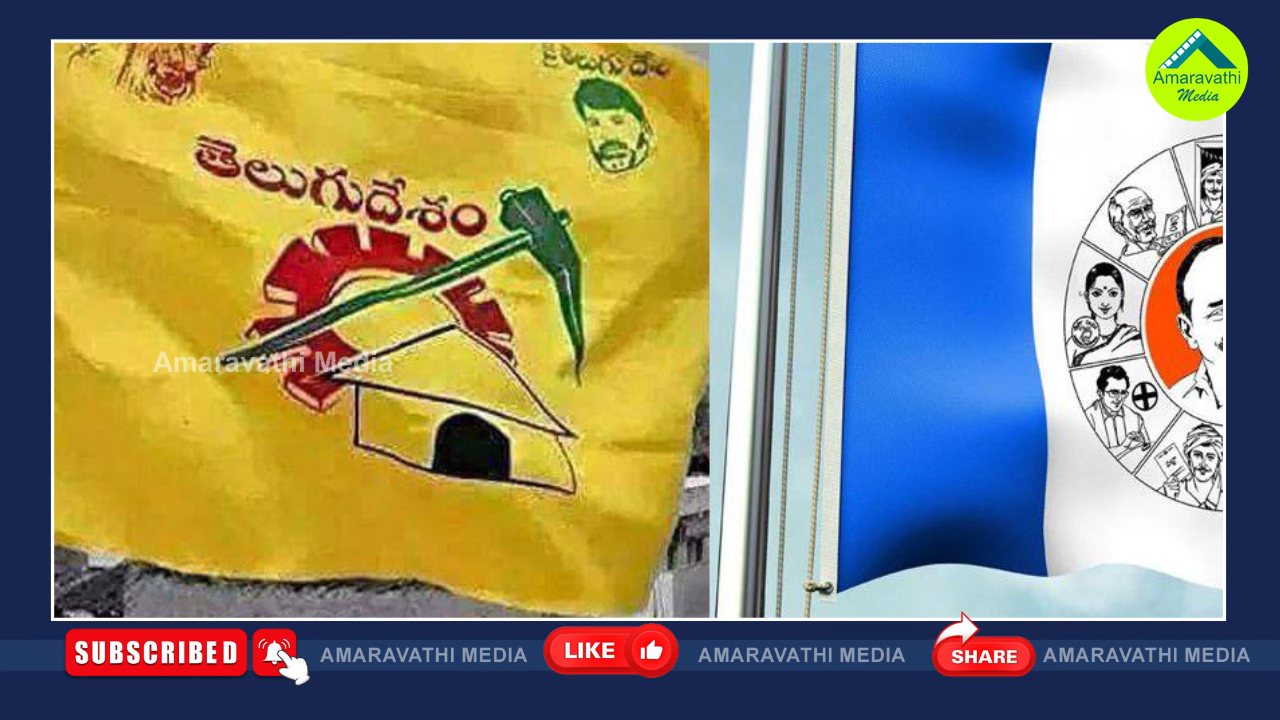 Amaravathi
Media
జై తెలుగు దేశం
తెలుగుదేశం
Amaravathi Media
SUBSCRIBED
AMARAVATHI MEDIA
LIKE
AMARAVATHI MEDIA
SHARE
AMARAVATHI MEDIA